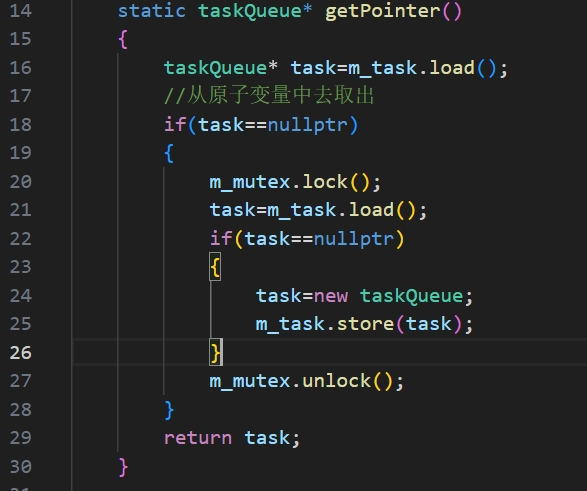 14 static taskQueue* getPointer()
15 {
16 taskQueue* task=m_task.load();
17 //从原子变量中去取出
18 if(task==nullptr)
19 {
20 m_mutex.lock();
21 task=m_task.load();
22 if(task==nullptr)
23 {
24 task=new taskQueue;
25 m_task.store(task);
26 }
27 m_mutex.unlock();
28 }
29 return task;
30 }